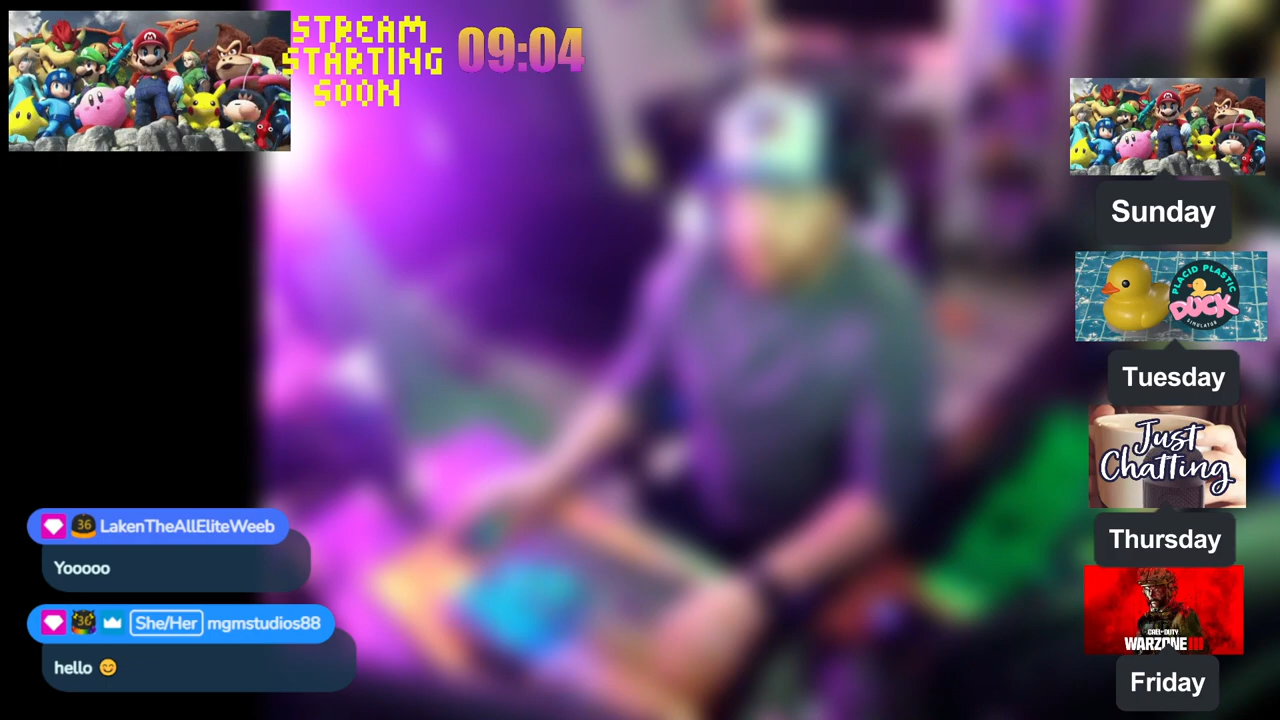 STREAM
STARTING
SOON
09:04
Sunday
PLACID PLASTIC
DUCK
SIMULATOR
Tuesday
Just
Chatting
Thursday
CALL OF DUTY
WARZONE III
Friday
36 LakenTheAllEliteWeeb
Yooooo
36 She/Her mgmstudios88
hello 😊